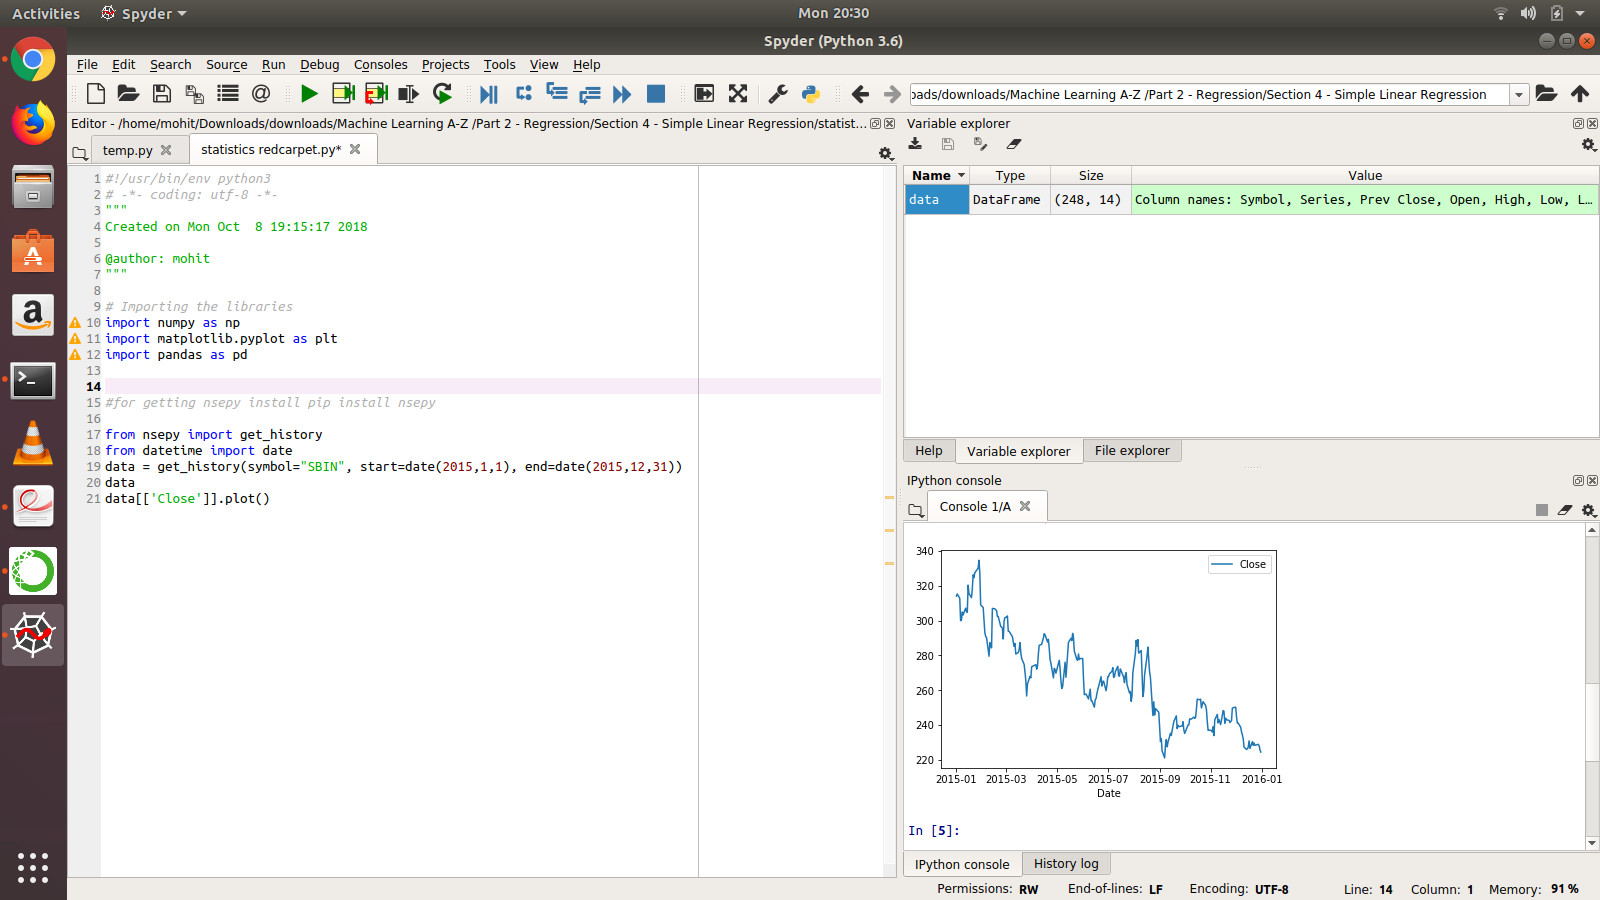 Activities
Spyder
Mon 20:30
Spyder (Python 3.6)
File Edit Search Source Run Debug Consoles Projects Tools View Help
oads/downloads/Machine Learning A-Z /Part 2 - Regression/Section 4 - Simple Linear Regression
Editor - /home/mohit/Downloads/downloads/Machine Learning A-Z /Part 2 - Regression/Section 4 - Simple Linear Regression/statist...
temp.py
statistics redcarpet.py*
1 #!/usr/bin/env python3
2 # -*- coding: utf-8 -*-
3 """
4 Created on Mon Oct  8 19:15:17 2018
5
6 @author: mohit
7 """
8
9 # Importing the libraries
10 import numpy as np
11 import matplotlib.pyplot as plt
12 import pandas as pd
13
14
15 #for getting nsepy install pip install nsepy
16
17 from nsepy import get_history
18 from datetime import date
19 data = get_history(symbol="SBIN", start=date(2015,1,1), end=date(2015,12,31))
20 data
21 data[['Close']].plot()
Variable explorer
Name Type Size Value
data DataFrame (248, 14) Column names: Symbol, Series, Prev Close, Open, High, Low, L...
Help Variable explorer File explorer
IPython console
Console 1/A
Close
340
320
300
280
260
240
220
2015-01 2015-03 2015-05 2015-07 2015-09 2015-11 2016-01
Date
In [5]:
IPython console History log
Permissions: RW End-of-lines: LF Encoding: UTF-8 Line: 14 Column: 1 Memory: 91 %